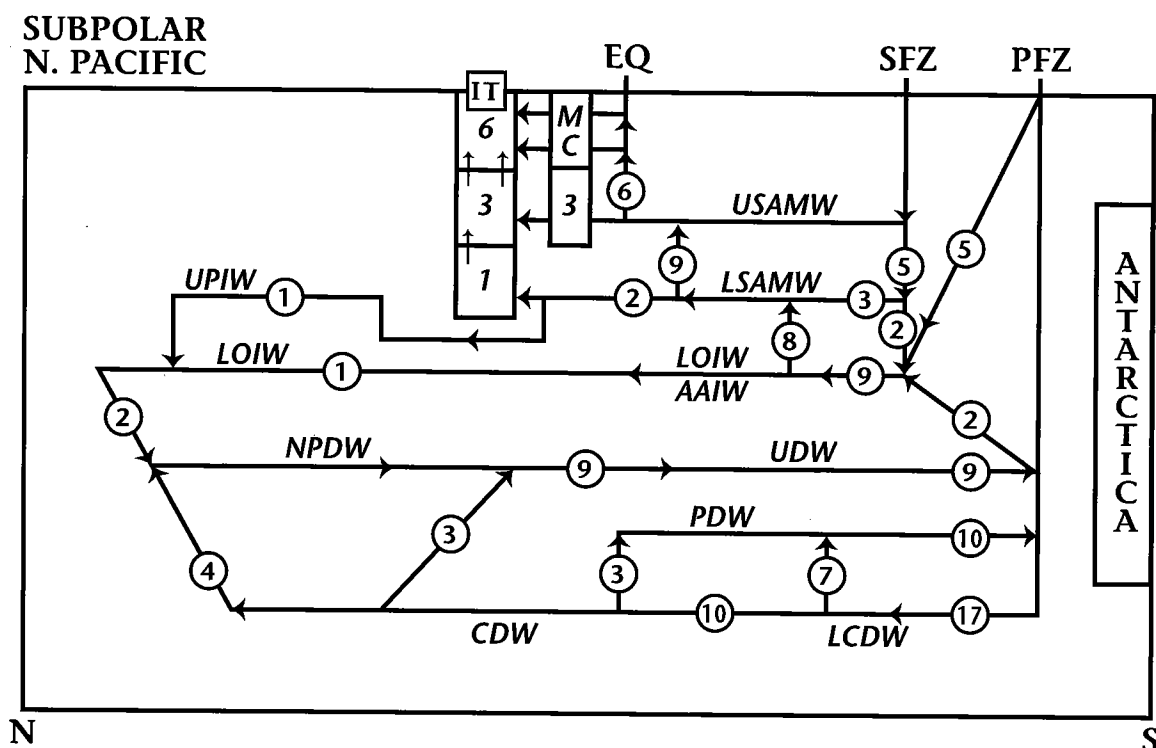 SUBPOLAR
N. PACIFIC
EQ
SFZ
PFZ
IT
6
M
C
3
3
6
USAMW
5
5
1
UPIW
1
2
9
LSAMW
3
2
8
LOIW
1
LOIW
AAIW
9
2
2
NPDW
9
UDW
9
4
3
PDW
10
3
7
CDW
10
LCDW
17
ANTARCTICA
N
S